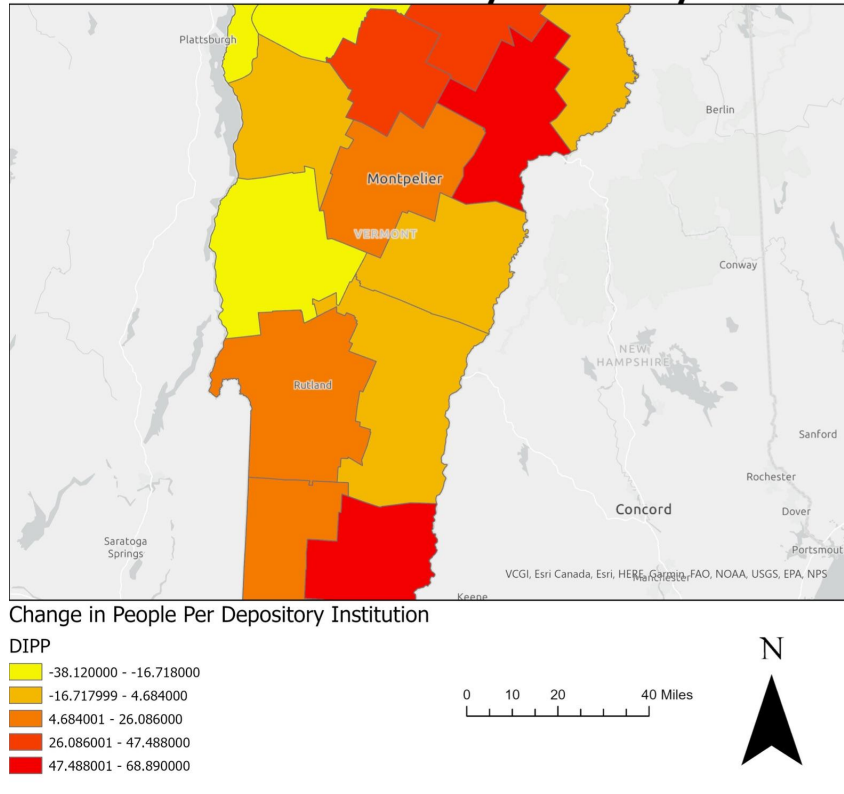 Plattsburgh
Berlin
Montpelier
VERMONT
Conway
NEW
HAMPSHIRE
Rutland
Sanford
Rochester
Concord
Dover
Saratoga
Springs
Portsmout
VCGI, Esri Canada, Esri, HERE, Garmin, FAO, NOAA, USGS, EPA, NPS
Manchester
Keene
Change in People Per Depository Institution
DIPP
-38.120000 - -16.718000
-16.717999 - 4.684000
4.684001 - 26.086000
26.086001 - 47.488000
47.488001 - 68.890000
0 10 20 40 Miles
N